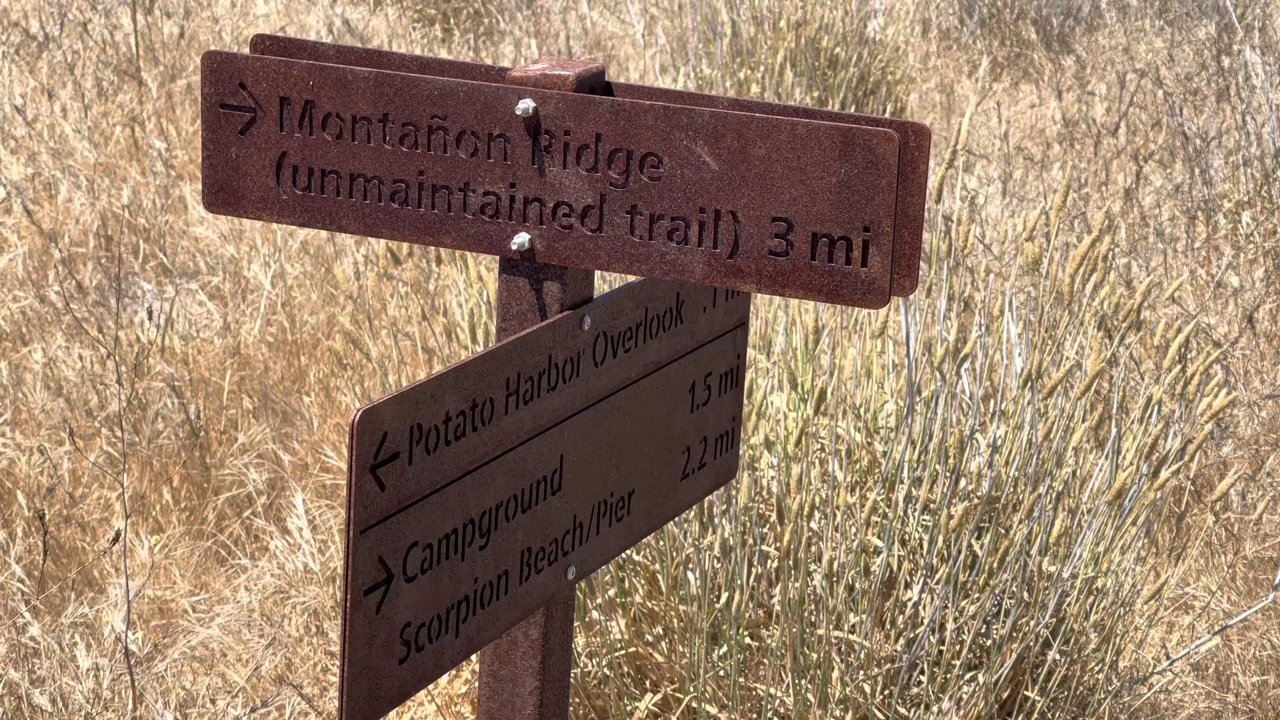 → Montañon Ridge
(unmaintained trail) 3 mi
← Potato Harbor Overlook
→ Campground 1.5 mi
Scorpion Beach/Pier 2.2 mi